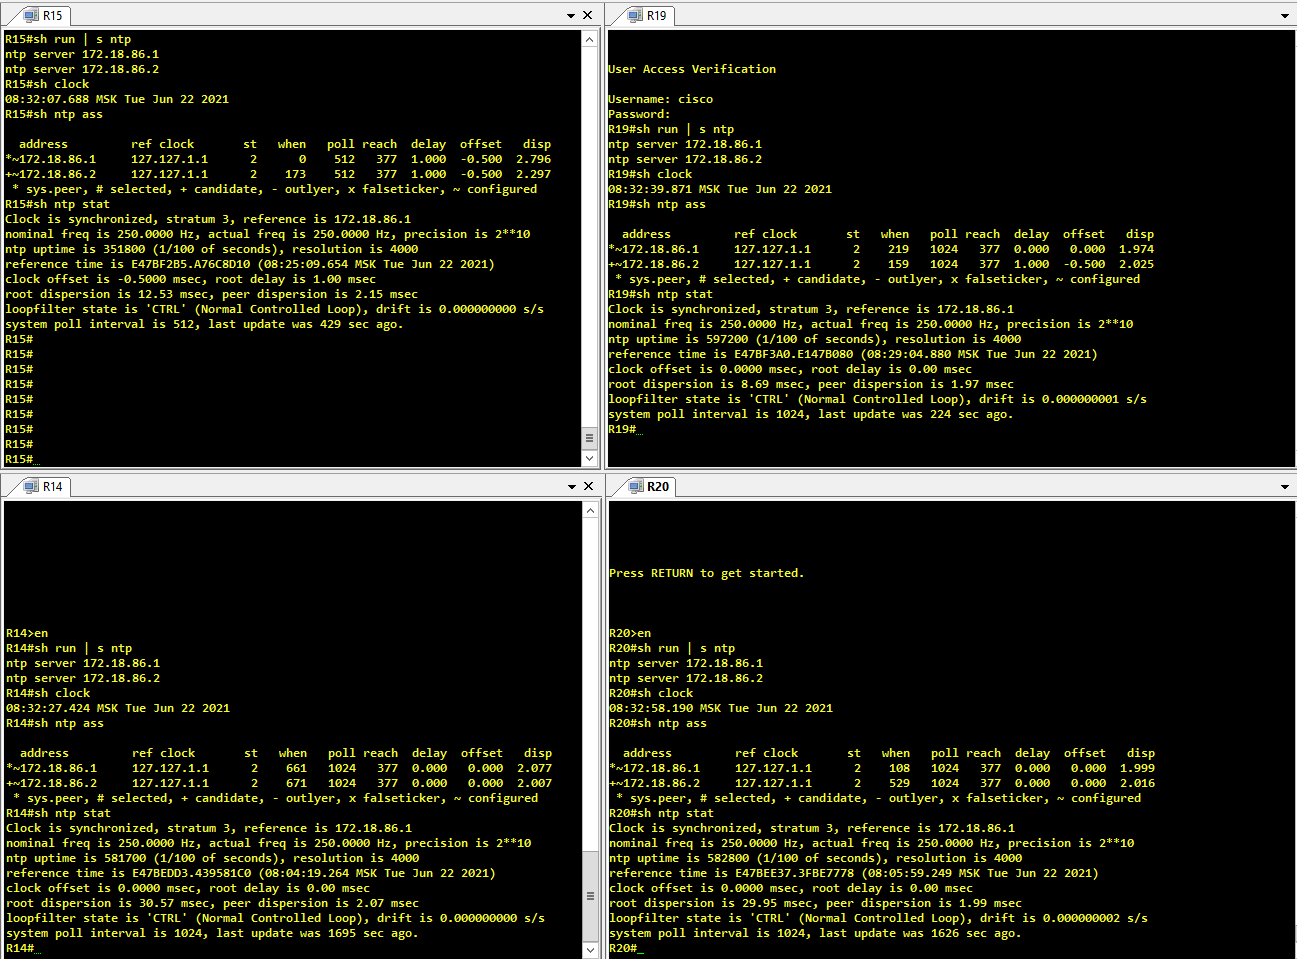 R15
R15#sh run | s ntp
ntp server 172.18.86.1
ntp server 172.18.86.2
R15#sh clock
08:32:07.688 MSK Tue Jun 22 2021
R15#sh ntp ass
address         ref clock       st   when   poll reach  delay  offset   disp
*~172.18.86.1     127.127.1.1      2      0    512   377  1.000  -0.500  2.796
+~172.18.86.2     127.127.1.1      2    173    512   377  1.000  -0.500  2.297
* sys.peer, # selected, + candidate, - outlyer, x falseticker, ~ configured
R15#sh ntp stat
Clock is synchronized, stratum 3, reference is 172.18.86.1
nominal freq is 250.0000 Hz, actual freq is 250.0000 Hz, precision is 2**10
ntp uptime is 351800 (1/100 of seconds), resolution is 4000
reference time is E47BF2B5.A76C8D10 (08:25:09.654 MSK Tue Jun 22 2021)
clock offset is -0.5000 msec, root delay is 1.00 msec
root dispersion is 12.53 msec, peer dispersion is 2.15 msec
loopfilter state is 'CTRL' (Normal Controlled Loop), drift is 0.000000000 s/s
system poll interval is 512, last update was 429 sec ago.
R15#
R15#
R15#
R15#
R15#
R15#
R15#
R15#
R15#_
R19
User Access Verification
Username: cisco
Password:
R19#sh run | s ntp
ntp server 172.18.86.1
ntp server 172.18.86.2
R19#sh clock
08:32:39.871 MSK Tue Jun 22 2021
R19#sh ntp ass
address         ref clock       st   when   poll reach  delay  offset   disp
*~172.18.86.1     127.127.1.1      2    219   1024   377  0.000   0.000  1.974
+~172.18.86.2     127.127.1.1      2    159   1024   377  1.000  -0.500  2.025
* sys.peer, # selected, + candidate, - outlyer, x falseticker, ~ configured
R19#sh ntp stat
Clock is synchronized, stratum 3, reference is 172.18.86.1
nominal freq is 250.0000 Hz, actual freq is 250.0000 Hz, precision is 2**10
ntp uptime is 597200 (1/100 of seconds), resolution is 4000
reference time is E47BF3A0.E147B080 (08:29:04.880 MSK Tue Jun 22 2021)
clock offset is 0.0000 msec, root delay is 0.00 msec
root dispersion is 8.69 msec, peer dispersion is 1.97 msec
loopfilter state is 'CTRL' (Normal Controlled Loop), drift is 0.000000001 s/s
system poll interval is 1024, last update was 224 sec ago.
R19#_
R14
R14>en
R14#sh run | s ntp
ntp server 172.18.86.1
ntp server 172.18.86.2
R14#sh clock
08:32:27.424 MSK Tue Jun 22 2021
R14#sh ntp ass
address         ref clock       st   when   poll reach  delay  offset   disp
*~172.18.86.1     127.127.1.1      2    661   1024   377  0.000   0.000  2.077
+~172.18.86.2     127.127.1.1      2    671   1024   377  0.000   0.000  2.007
* sys.peer, # selected, + candidate, - outlyer, x falseticker, ~ configured
R14#sh ntp stat
Clock is synchronized, stratum 3, reference is 172.18.86.1
nominal freq is 250.0000 Hz, actual freq is 250.0000 Hz, precision is 2**10
ntp uptime is 581700 (1/100 of seconds), resolution is 4000
reference time is E47BEDD3.439581C0 (08:04:19.264 MSK Tue Jun 22 2021)
clock offset is 0.0000 msec, root delay is 0.00 msec
root dispersion is 30.57 msec, peer dispersion is 2.07 msec
loopfilter state is 'CTRL' (Normal Controlled Loop), drift is 0.000000000 s/s
system poll interval is 1024, last update was 1695 sec ago.
R14#_
R20
Press RETURN to get started.
R20>en
R20#sh run | s ntp
ntp server 172.18.86.1
ntp server 172.18.86.2
R20#sh clock
08:32:58.190 MSK Tue Jun 22 2021
R20#sh ntp ass
address         ref clock       st   when   poll reach  delay  offset   disp
*~172.18.86.1     127.127.1.1      2    108   1024   377  0.000   0.000  1.999
+~172.18.86.2     127.127.1.1      2    529   1024   377  0.000   0.000  2.016
* sys.peer, # selected, + candidate, - outlyer, x falseticker, ~ configured
R20#sh ntp stat
Clock is synchronized, stratum 3, reference is 172.18.86.1
nominal freq is 250.0000 Hz, actual freq is 250.0000 Hz, precision is 2**10
ntp uptime is 582800 (1/100 of seconds), resolution is 4000
reference time is E47BEE37.3FBE7778 (08:05:59.249 MSK Tue Jun 22 2021)
clock offset is 0.0000 msec, root delay is 0.00 msec
root dispersion is 29.95 msec, peer dispersion is 1.99 msec
loopfilter state is 'CTRL' (Normal Controlled Loop), drift is 0.000000002 s/s
system poll interval is 1024, last update was 1626 sec ago.
R20#_